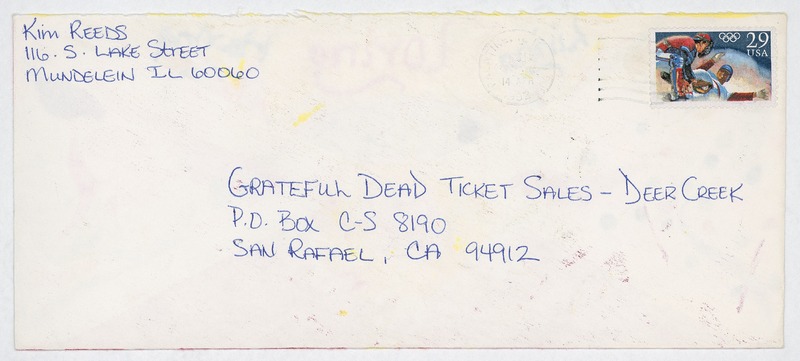 Kim REEDS
116. S. LAKE STREET
MUNDELEIN IL 60060
29
USA
GRATEFUL DEAD TICKET SALES - DEER CREEK
P.O. BOX C-S 8190
SAN RAFAEL, CA 94912